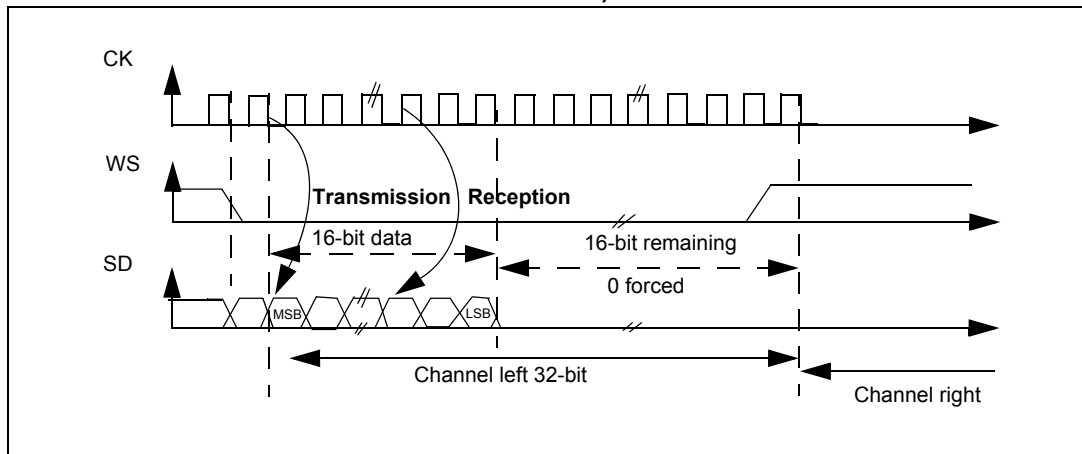 CK
WS
Transmission Reception
16-bit data
16-bit remaining
SD
0 forced
MSB
LSB
Channel left 32-bit
Channel right